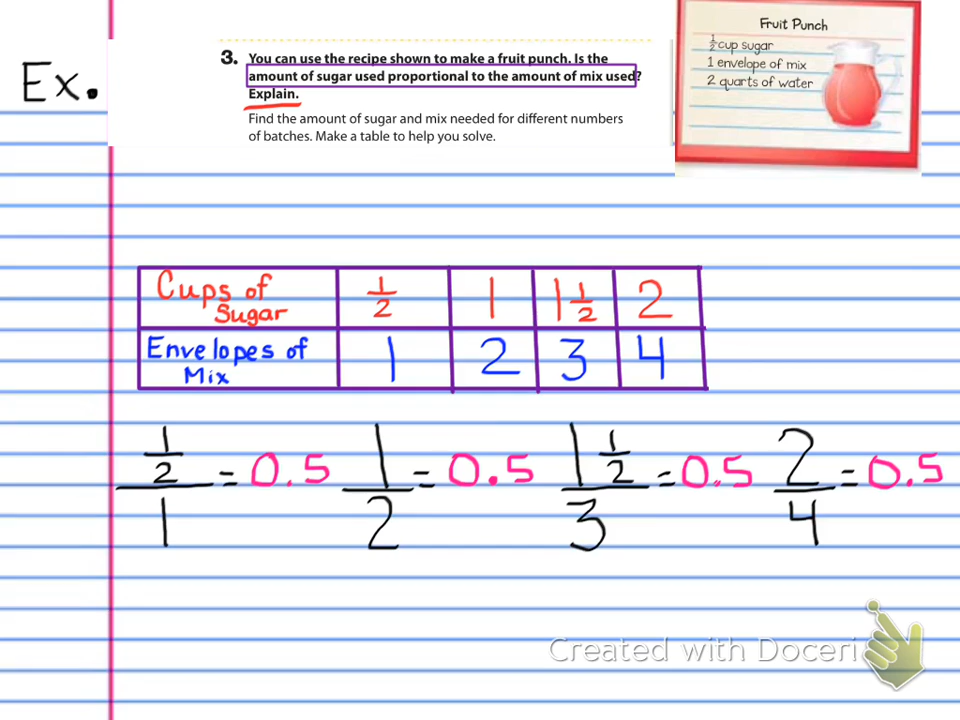 Ex.
3. You can use the recipe shown to make a fruit punch. Is the
amount of sugar used proportional to the amount of mix used?
Explain.
Find the amount of sugar and mix needed for different numbers
of batches. Make a table to help you solve.
Fruit Punch
1/2 cup sugar
1 envelope of mix
2 quarts of water
Cups of Sugar 1/2 1 1 1/2 2
Envelopes of Mix 1 2 3 4
1/2 / 1 = 0.5 1/2 = 0.5 1 1/2 / 3 = 0.5 2/4 = 0.5
Created with Doceri